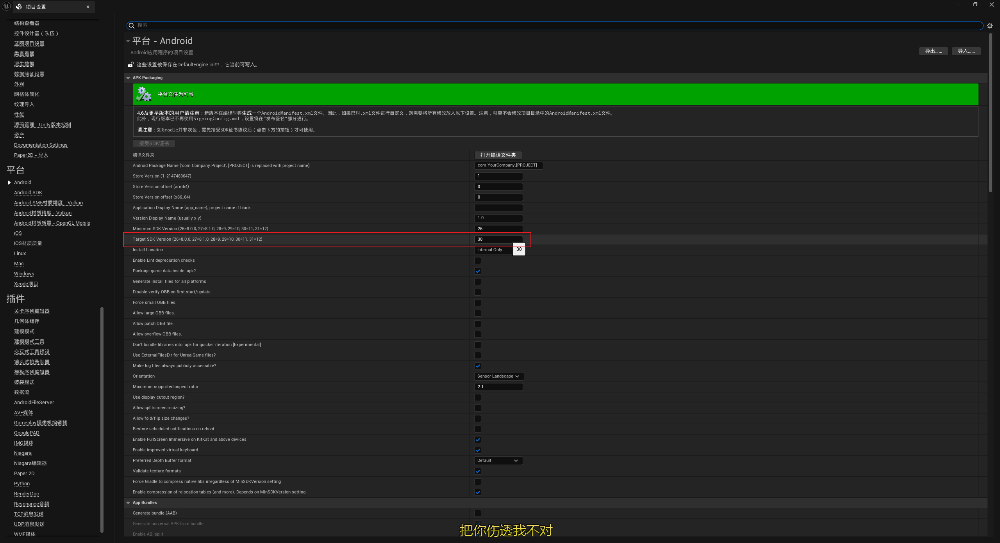 项目设置
结构查看器
控件设计器（队伍）
蓝图项目设置
类查看器
派生数据
数据验证设置
外观
网格体简化
纹理导入
性能
源码管理 - Unity版本控制
资产
Documentation Settings
Paper2D - 导入
平台
Android
Android SDK
Android SM5材质精度 - Vulkan
Android材质精度 - Vulkan
Android材质质量 - OpenGL Mobile
iOS
iOS材质质量
Linux
Mac
Windows
Xcode项目
插件
关卡序列编辑器
几何体缓存
建模模式
建模模式工具
交互式工具预设
镜头试拍录制器
模板序列编辑器
破裂模式
数据流
AndroidFileServer
AVF媒体
Gameplay摄像机编辑器
GooglePAD
IMG媒体
Niagara
Niagara编辑器
Paper 2D
Python
RenderDoc
Resonance音频
TCP消息发送
UDP消息发送
WMF媒体
搜索
平台 - Android
Android应用程序的项目设置
导出......
导入......
这些设置被保存在DefaultEngine.ini中，它当前可写入。
APK Packaging
平台文件为可写
4.6及更早版本的用户请注意：新版本在编译时将生成一个AndroidManifest.xml文件。因此，如果已对.xml文件进行自定义，则需要将所有修改放入以下设置。注意，引擎不会修改项目目录中的AndroidManifest.xml文件。
此外，现行版本已不再使用SigningConfig.xml，设置将在“发布签名”部分进行。
请注意：如Gradle并非灰色，需先接受SDK证书协议后（点击下方的按钮）才可使用。
接受SDK证书
编译文件夹 打开编译文件夹
Android Package Name ('com.Company.Project', [PROJECT] is replaced with project name) com.YourCompany.[PROJECT]
Store Version (1-2147483647) 1
Store Version offset (arm64) 0
Store Version offset (x86_64) 0
Application Display Name (app_name), project name if blank
Version Display Name (usually x.y) 1.0
Minimum SDK Version (26=8.0.0, 27=8.1.0, 28=9, 29=10, 30=11, 31=12) 26
Target SDK Version (26=8.0.0, 27=8.1.0, 28=9, 29=10, 30=11, 31=12) 30
Install Location Internal Only 30
Enable Lint depreciation checks
Package game data inside .apk?
Generate install files for all platforms
Disable verify OBB on first start/update.
Force small OBB files.
Allow large OBB files.
Allow patch OBB file.
Allow overflow OBB files.
Don't bundle libraries into .apk for quicker iteration [Experimental]
Use ExternalFilesDir for UnrealGame files?
Make log files always publicly accessible?
Orientation Sensor Landscape
Maximum supported aspect ratio. 2.1
Use display cutout region?
Allow splitscreen resizing?
Allow fold/flip size changes?
Restore scheduled notifications on reboot
Enable FullScreen Immersive on KitKat and above devices.
Enable improved virtual keyboard
Preferred Depth Buffer format Default
Validate texture formats
Force Gradle to compress native libs irregardless of MinSDKVersion setting
Enable compression of relocation tables (and more). Depends on MinSDKVersion setting
App Bundles
Generate bundle (AAB)
Generate universal APK from bundle
Enable ABI split
把你伤透我不对